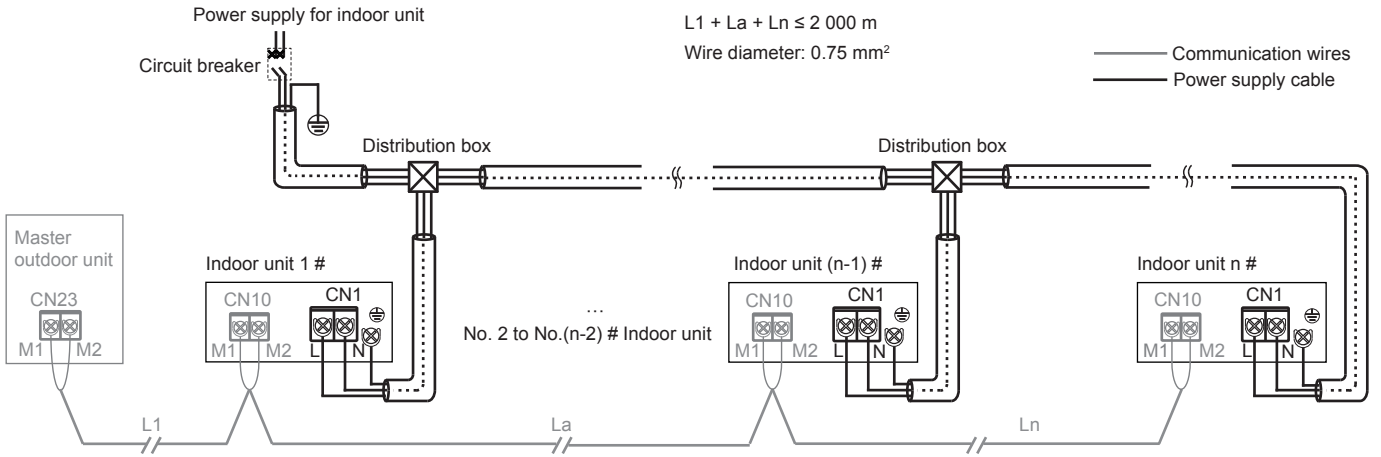 Power supply for indoor unit
L1 + La + Ln ≤ 2 000 m
Wire diameter: 0.75 mm²
Circuit breaker
Communication wires
Power supply cable
Distribution box
Distribution box
Master
outdoor unit
Indoor unit 1 #
Indoor unit (n-1) #
Indoor unit n #
CN23
CN10
CN1
…
No. 2 to No.(n-2) # Indoor unit
CN10
CN1
CN10
CN1
M1 M2
M1 M2
L N
M1 M2
L N
M1 M2
L N
L1
La
Ln